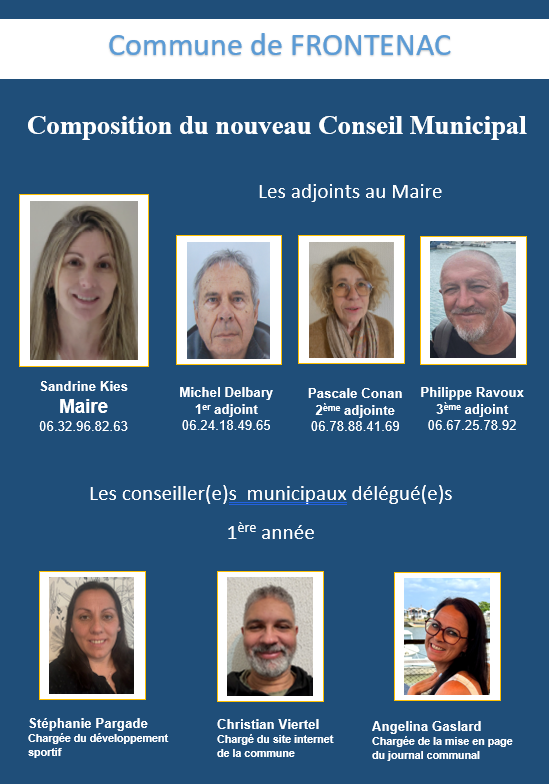 Commune de FRONTENAC
Composition du nouveau Conseil Municipal
Les adjoints au Maire
Sandrine Kies
Maire
06.32.96.82.63
Michel Delbary
1er adjoint
06.24.18.49.65
Pascale Conan
2ème adjointe
06.78.88.41.69
Philippe Ravoux
3ème adjoint
06.67.25.78.92
Les conseiller(e)s municipaux délégué(e)s
1ère année
Stéphanie Pargade
Chargée du développement
sportif
Christian Viertel
Chargé du site internet
de la commune
Angelina Gaslard
Chargée de la mise en page
du journal communal